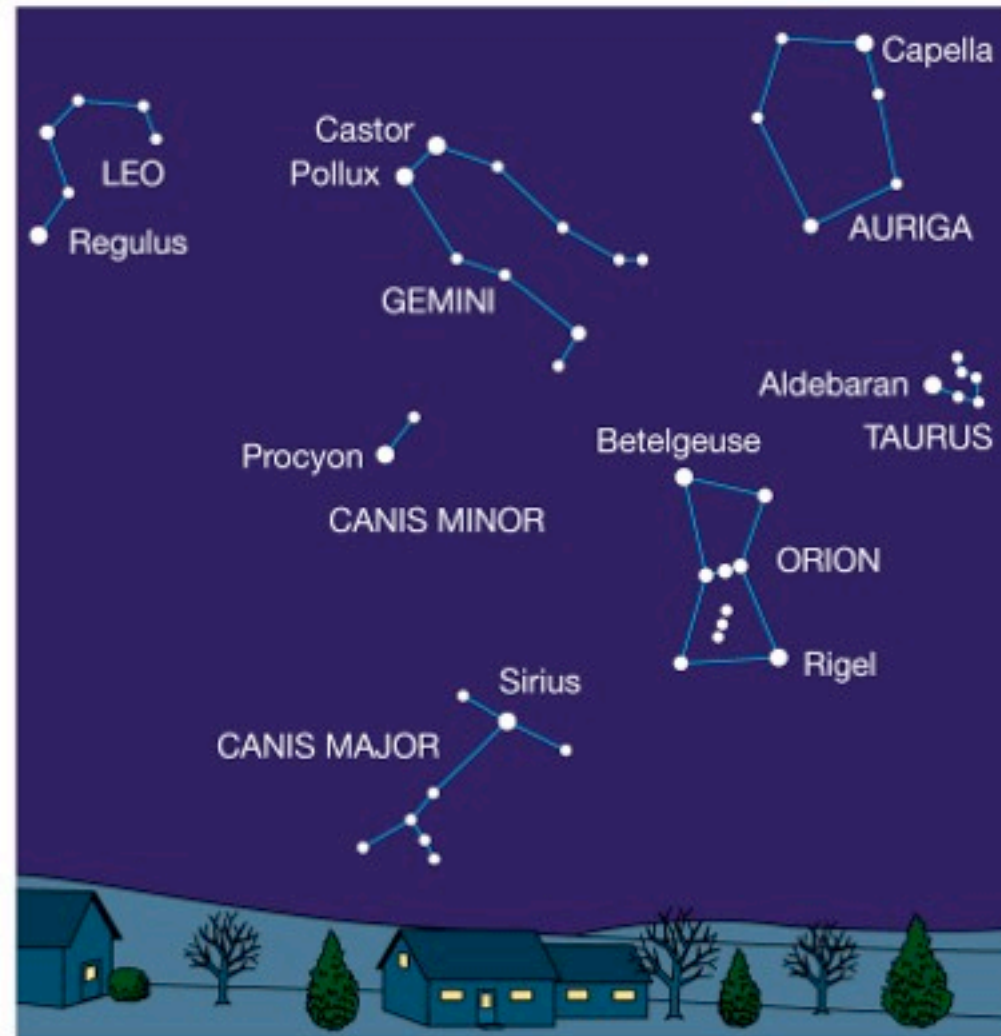 Capella
Castor
Pollux
LEO
AURIGA
Regulus
GEMINI
Aldebaran
TAURUS
Betelgeuse
Procyon
CANIS MINOR
ORION
Rigel
Sirius
CANIS MAJOR